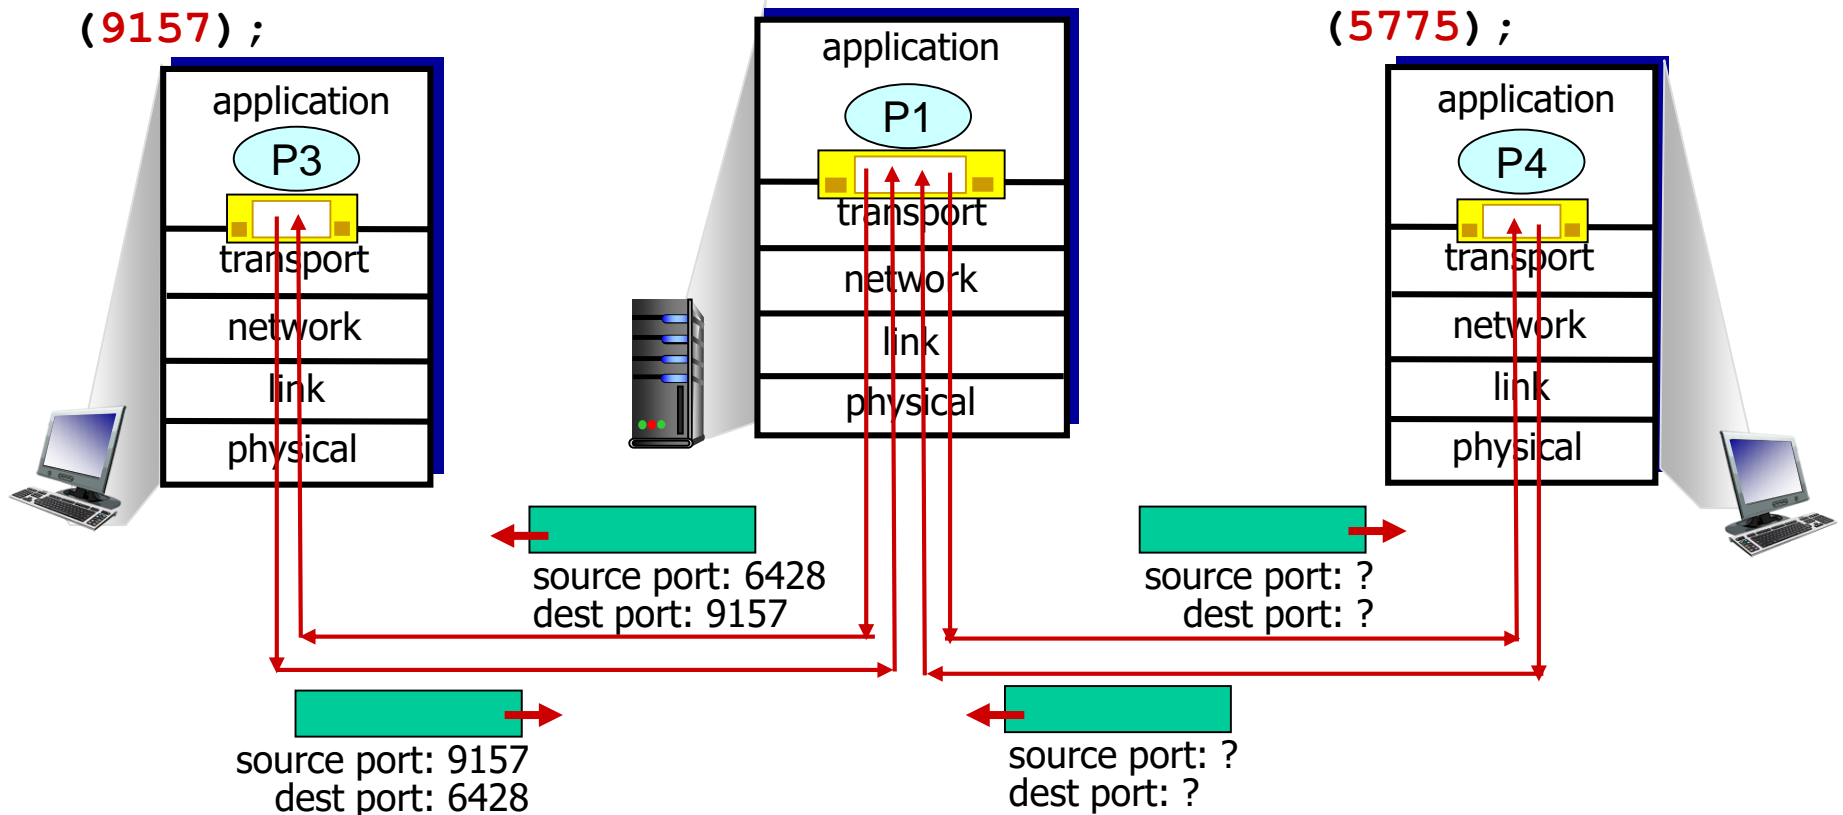 (9157);
application
P3
transport
network
link
physical
application
P1
transport
network
link
physical
(5775);
application
P4
transport
network
link
physical
source port: 6428
dest port: 9157
source port: ?
dest port: ?
source port: 9157
dest port: 6428
source port: ?
dest port: ?